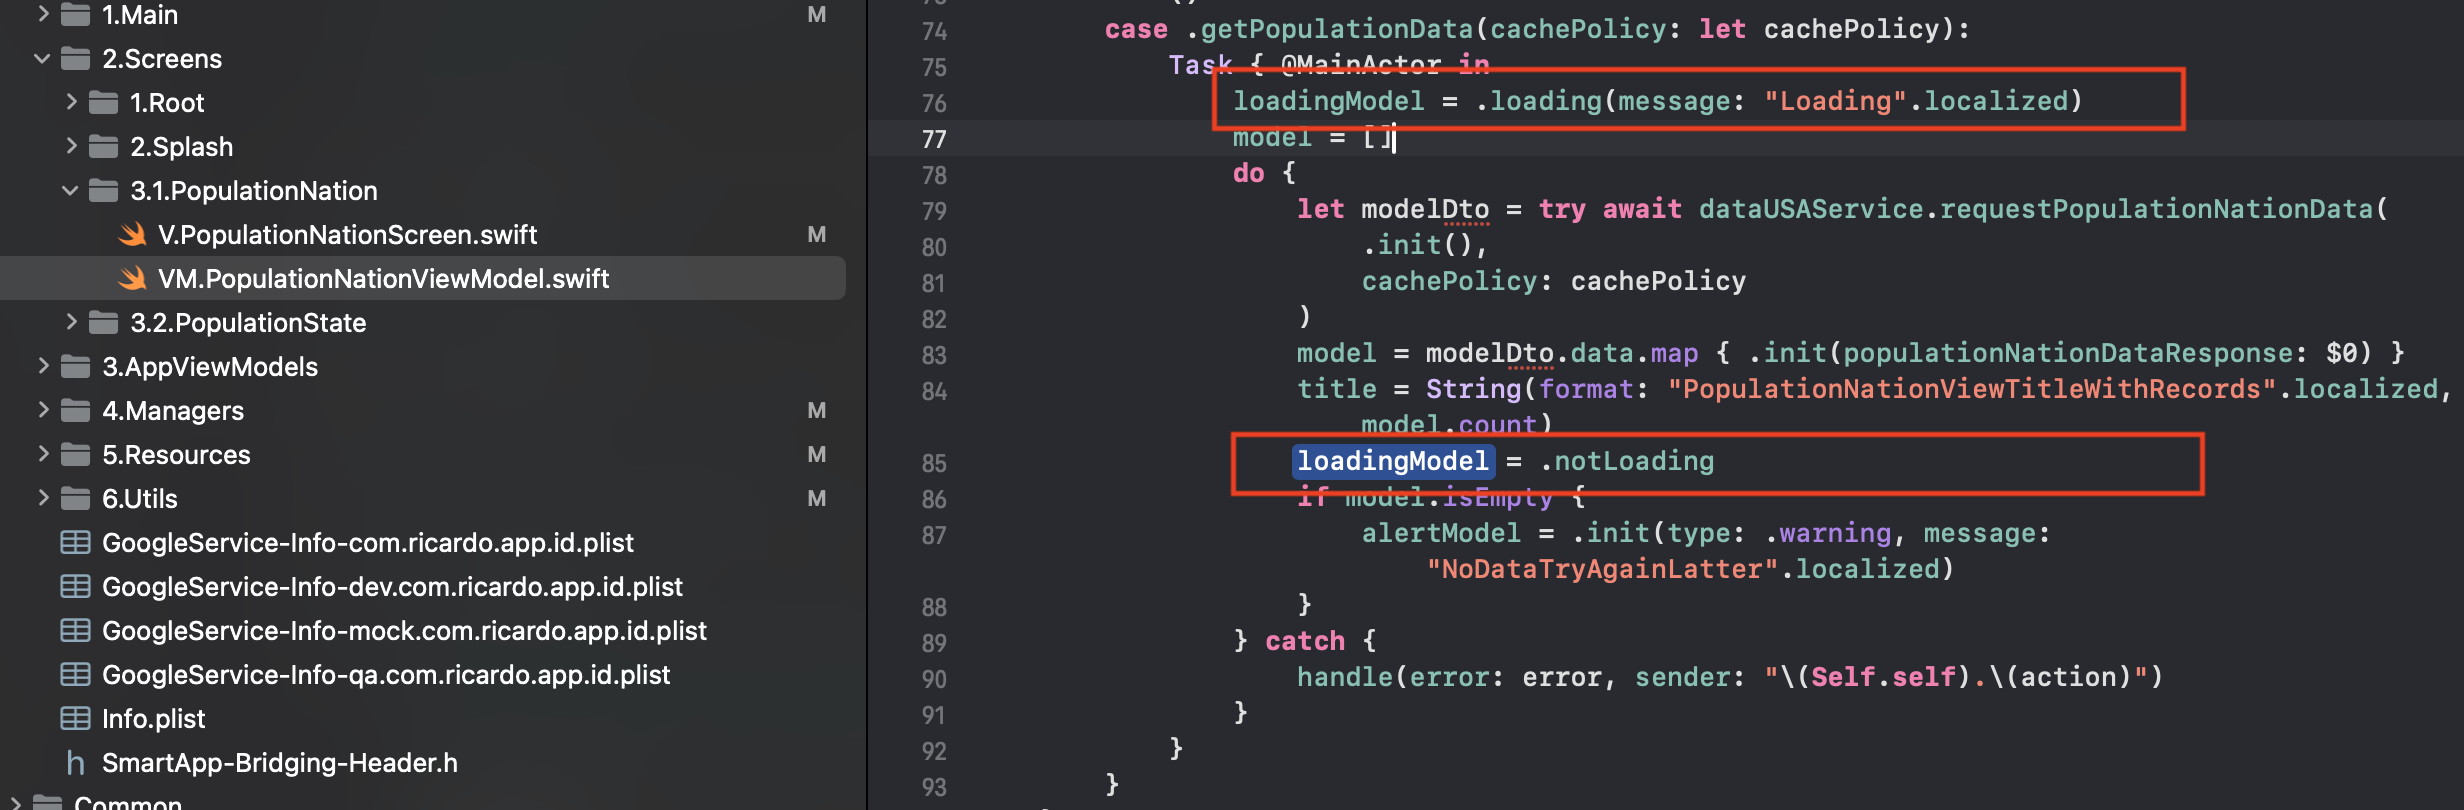 1.Main M
2.Screens
1.Root
2.Splash
3.1.PopulationNation
V.PopulationNationScreen.swift M
VM.PopulationNationViewModel.swift
3.2.PopulationState
3.AppViewModels
4.Managers M
5.Resources M
6.Utils M
GoogleService-Info-com.ricardo.app.id.plist
GoogleService-Info-dev.com.ricardo.app.id.plist
GoogleService-Info-mock.com.ricardo.app.id.plist
GoogleService-Info-qa.com.ricardo.app.id.plist
Info.plist
h SmartApp-Bridging-Header.h
Common
74 case .getPopulationData(cachePolicy: let cachePolicy):
75 Task { @MainActor in
76 loadingModel = .loading(message: "Loading".localized)
77 model = []
78 do {
79 let modelDto = try await dataUSAService.requestPopulationNationData(
80 .init(),
81 cachePolicy: cachePolicy
82 )
83 model = modelDto.data.map { .init(populationNationDataResponse: $0) }
84 title = String(format: "PopulationNationViewTitleWithRecords".localized,
model.count)
85 loadingModel = .notLoading
86 if model.isEmpty {
87 alertModel = .init(type: .warning, message:
"NoDataTryAgainLatter".localized)
88 }
89 } catch {
90 handle(error: error, sender: "\(Self.self).\(action)")
91 }
92 }
93 }